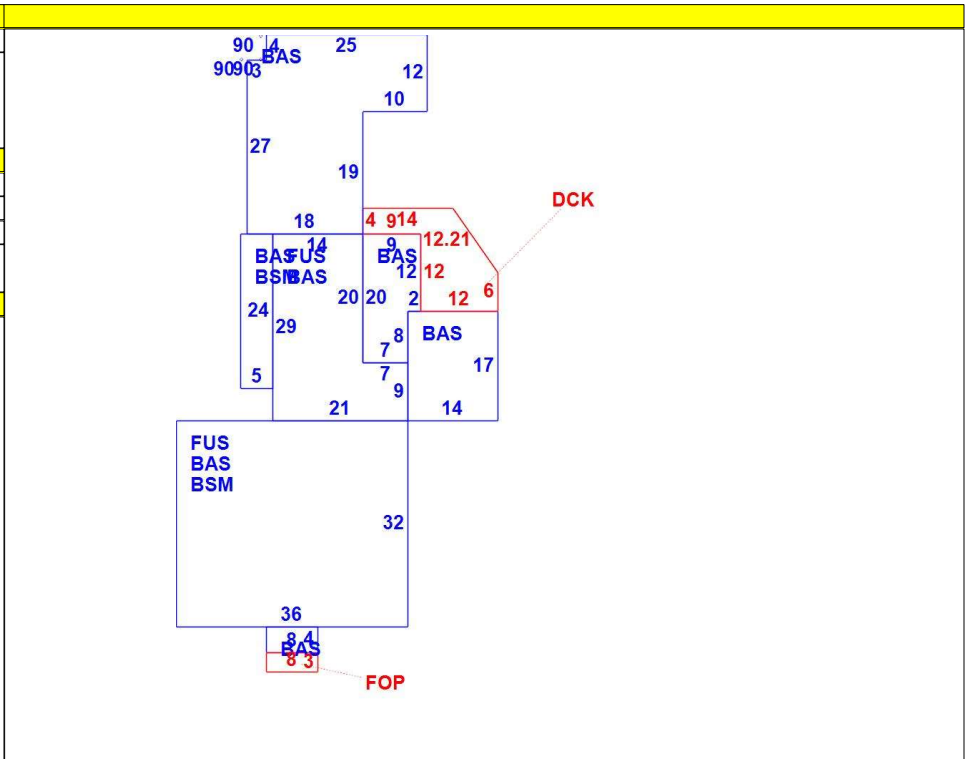 90 4 25
BAS
90 90 3 12
10
27
19
18
4 9 14
DCK
14 9 12.21
BAS FUS BAS
BSM BAS 12 12
6
24 29 20 20 2 12
8 BAS
7 17
5 7
9
21 14
FUS
BAS
BSM
32
36
8 4
BAS
8 3
FOP